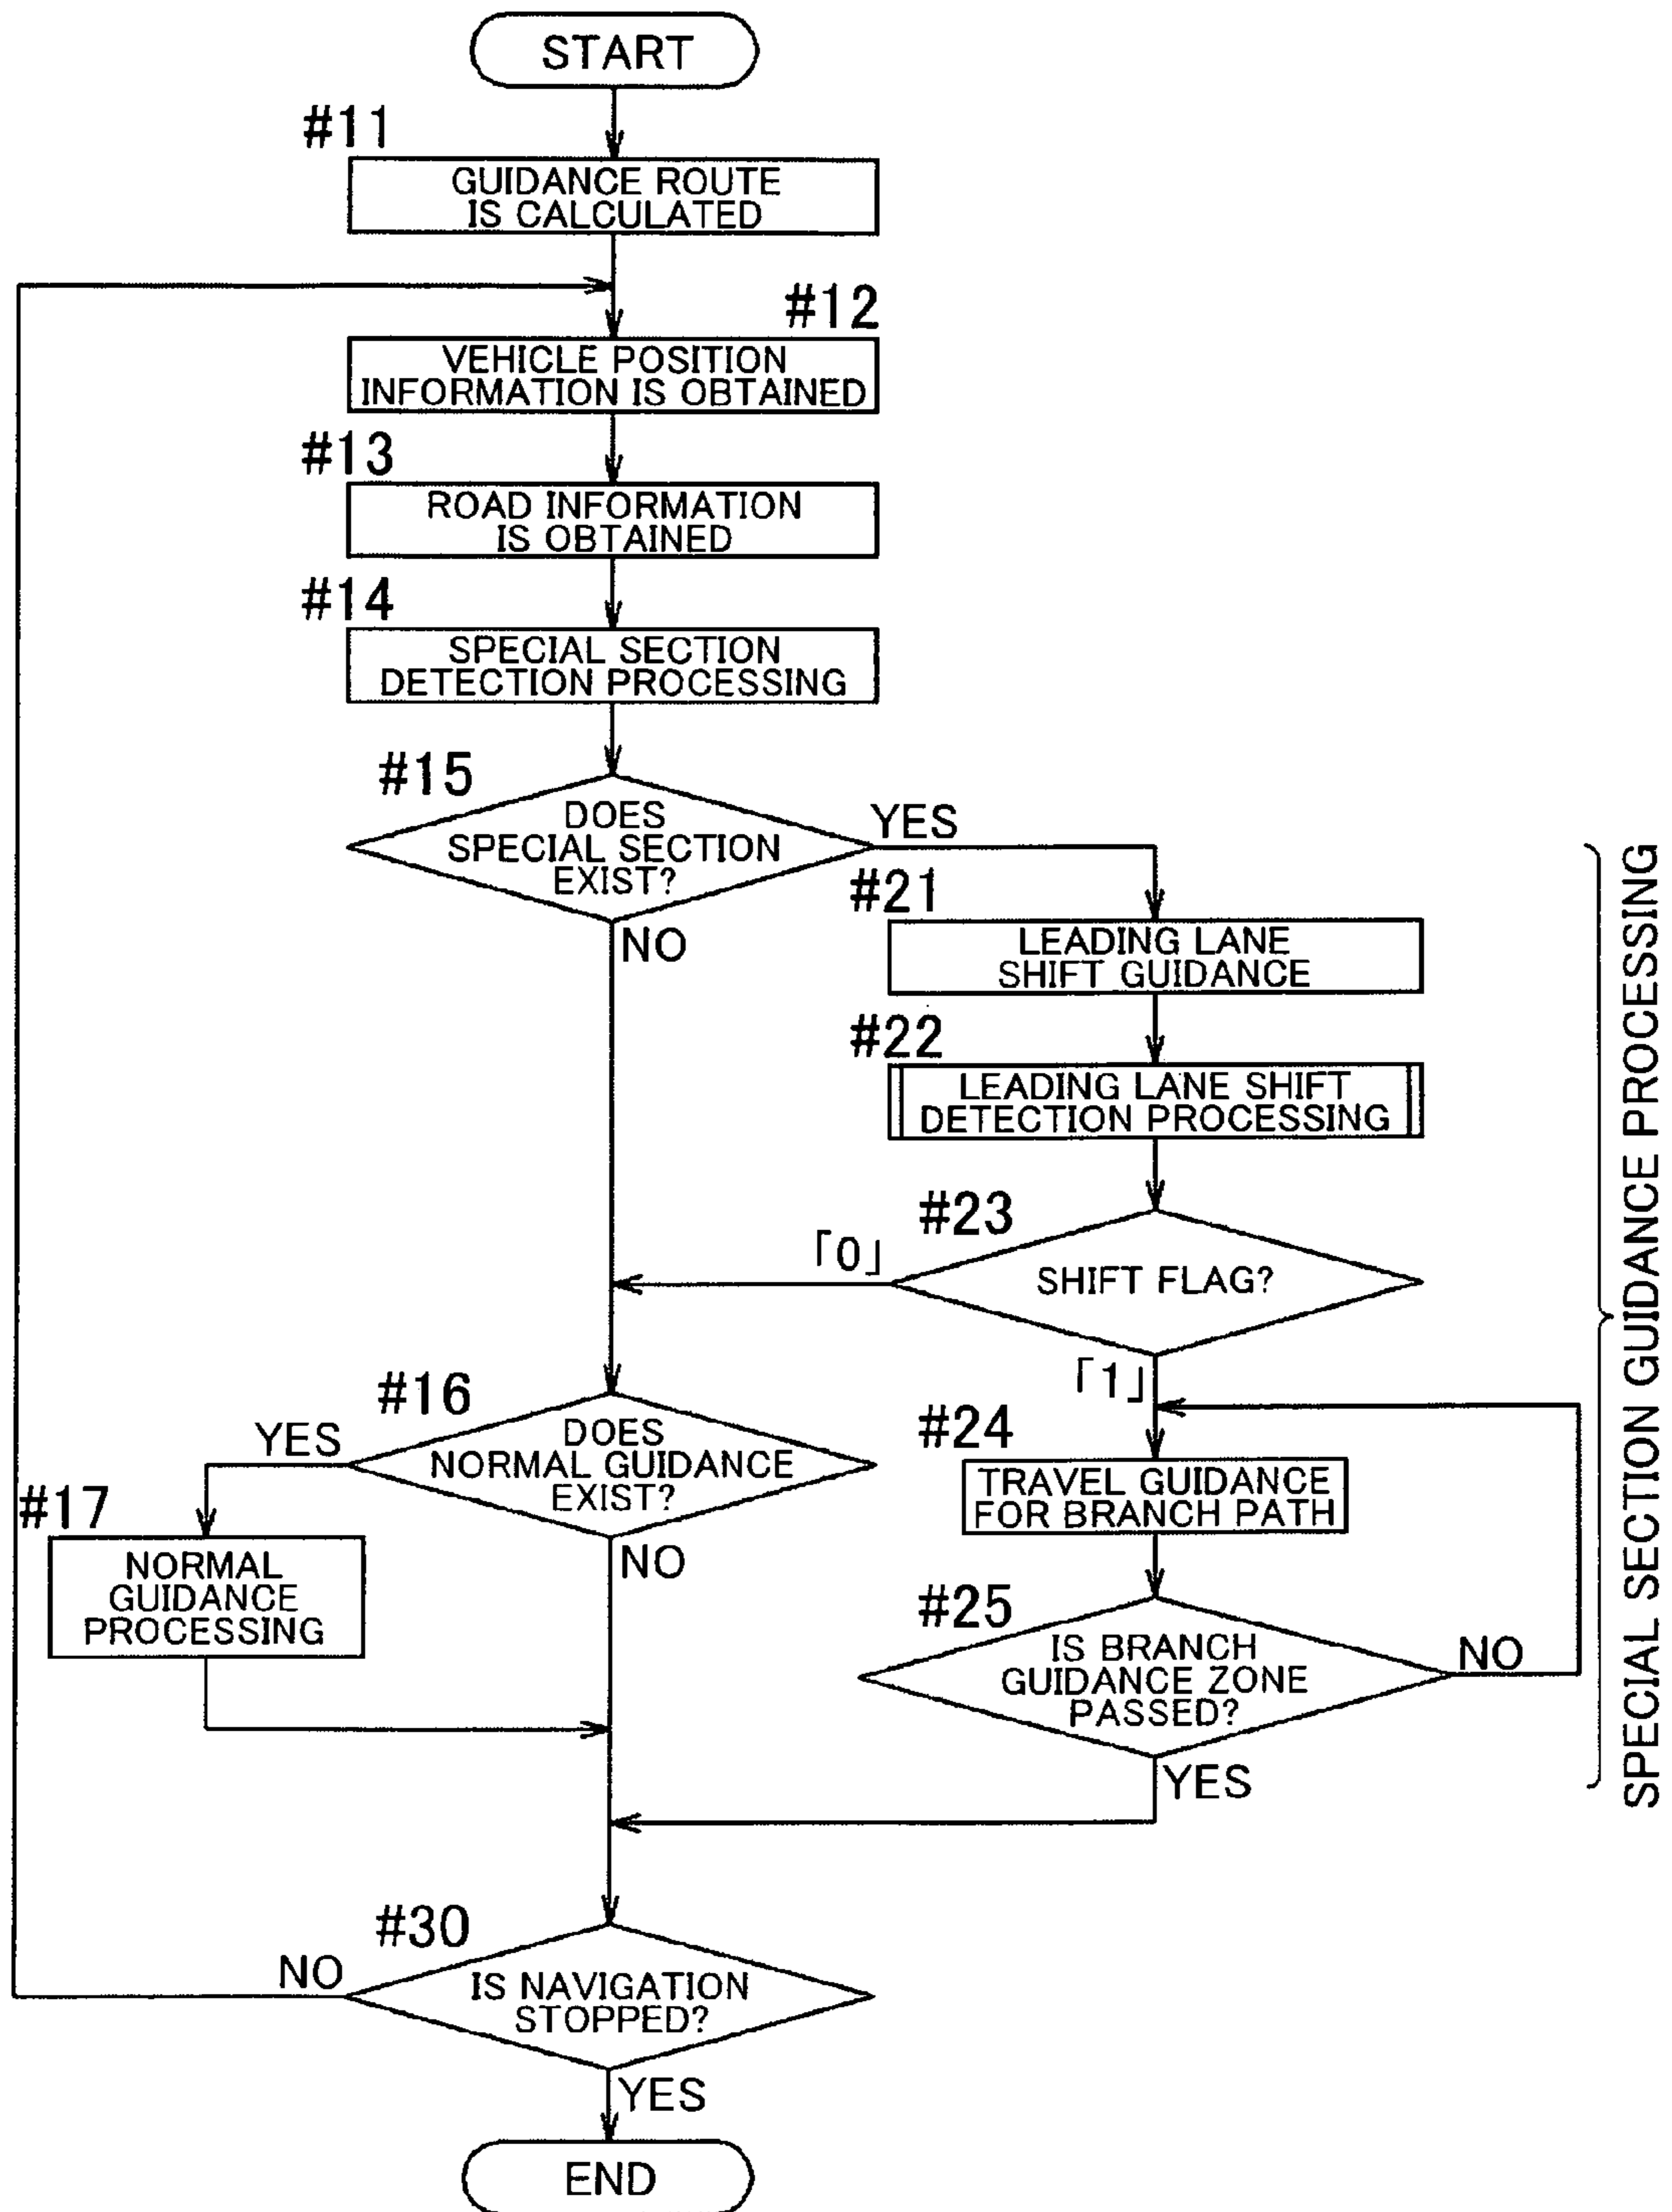 START
#11
GUIDANCE ROUTE
IS CALCULATED
#12
VEHICLE POSITION
INFORMATION IS OBTAINED
#13
ROAD INFORMATION
IS OBTAINED
#14
SPECIAL SECTION
DETECTION PROCESSING
#15
DOES
SPECIAL SECTION
EXIST?
YES
NO
#21
LEADING LANE
SHIFT GUIDANCE
#22
LEADING LANE SHIFT
DETECTION PROCESSING
#23
SHIFT FLAG?
「0」
「1」
#24
TRAVEL GUIDANCE
FOR BRANCH PATH
#25
IS BRANCH
GUIDANCE ZONE
PASSED?
NO
YES
SPECIAL SECTION GUIDANCE PROCESSING
#16
DOES
NORMAL GUIDANCE
EXIST?
YES
NO
#17
NORMAL
GUIDANCE
PROCESSING
#30
IS NAVIGATION
STOPPED?
NO
YES
END